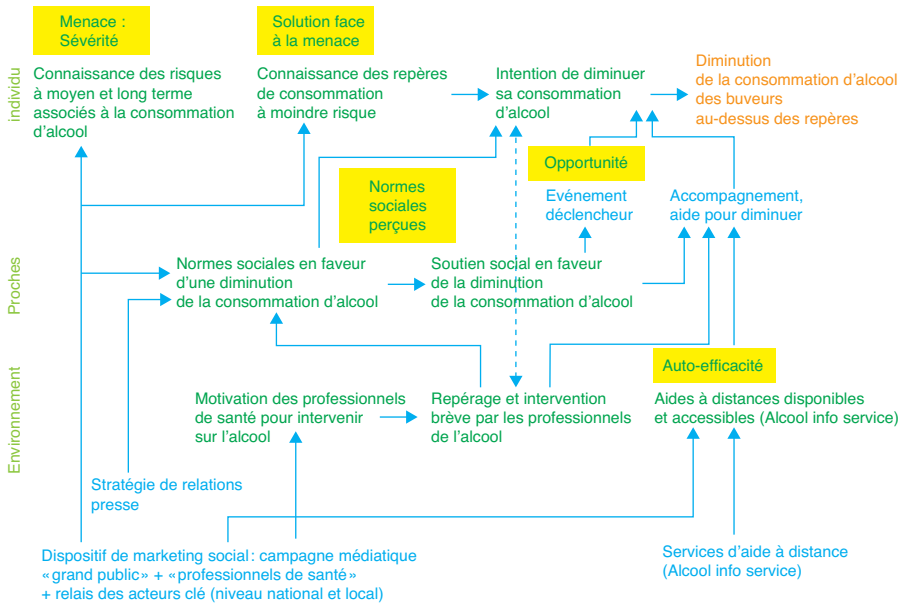 Menace :
Sévérité
Solution face
à la menace
individu
Connaissance des risques
à moyen et long terme
associés à la consommation
d'alcool
Connaissance des repères
de consommation
à moindre risque
Intention de diminuer
sa consommation
d'alcool
Diminution
de la consommation d'alcool
des buveurs
au-dessus des repères
Opportunité
Normes
sociales
perçues
Evénement
déclencheur
Accompagnement,
aide pour diminuer
Proches
Normes sociales en faveur
d'une diminution
de la consommation d'alcool
Soutien social en faveur
de la diminution
de la consommation d'alcool
Auto-efficacité
Environnement
Motivation des professionnels
de santé pour intervenir
sur l'alcool
Repérage et intervention
brève par les professionnels
de l'alcool
Aides à distances disponibles
et accessibles (Alcool info service)
Stratégie de relations
presse
Dispositif de marketing social : campagne médiatique
« grand public » + « professionnels de santé »
+ relais des acteurs clé (niveau national et local)
Services d'aide à distance
(Alcool info service)